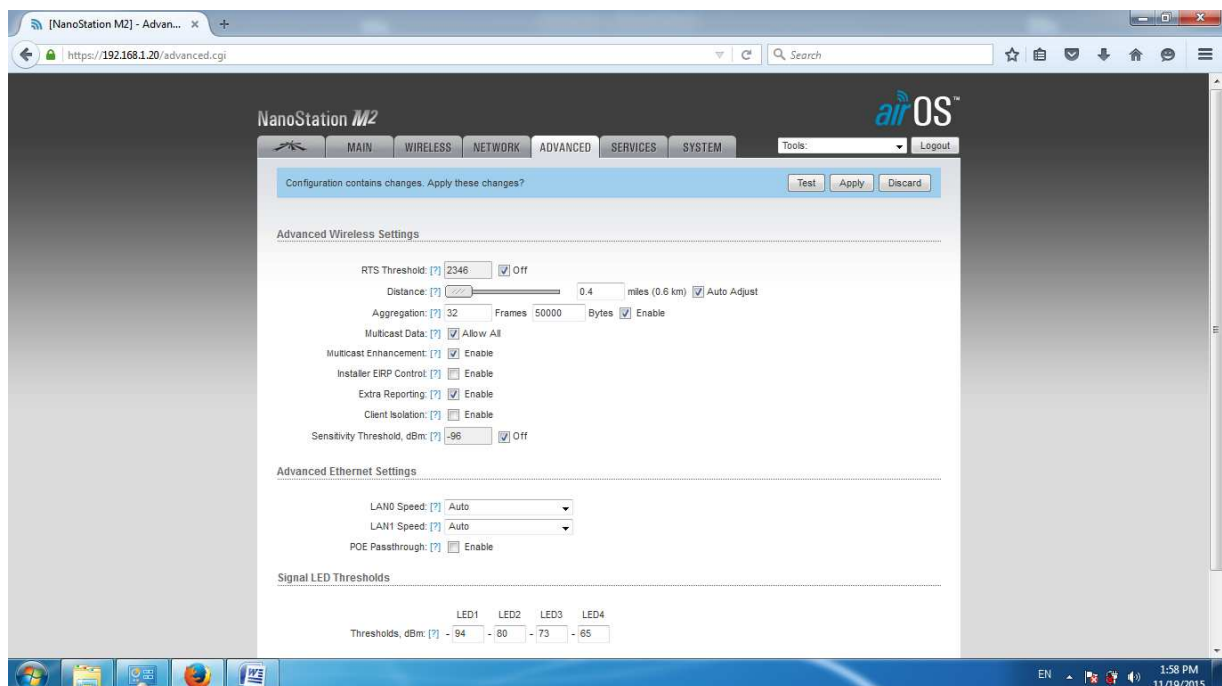 [NanoStation M2] - Advan... × +
https://192.168.1.20/advanced.cgi Search
NanoStation M2 airOS™
MAIN WIRELESS NETWORK ADVANCED SERVICES SYSTEM Tools: Logout
Configuration contains changes. Apply these changes? Test Apply Discard
Advanced Wireless Settings
RTS Threshold: [?] 2346 Off
Distance: [?] 0.4 miles (0.6 km) Auto Adjust
Aggregation: [?] 32 Frames 50000 Bytes Enable
Multicast Data: [?] Allow All
Multicast Enhancement: [?] Enable
Installer EIRP Control: [?] Enable
Extra Reporting: [?] Enable
Client Isolation: [?] Enable
Sensitivity Threshold, dBm: [?] -96 Off
Advanced Ethernet Settings
LAN0 Speed: [?] Auto
LAN1 Speed: [?] Auto
POE Passthrough: [?] Enable
Signal LED Thresholds
LED1 LED2 LED3 LED4
Thresholds, dBm: [?] - 94 - 80 - 73 - 65
EN 1:58 PM
11/19/2015